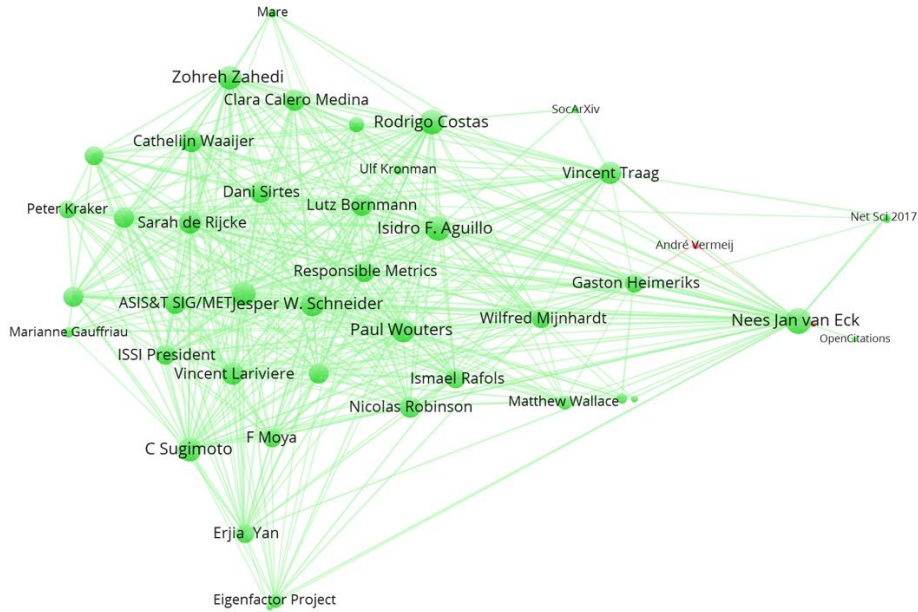 Mare
Zohreh Zahedi
Clara Calero Medina
SocArXiv
Rodrigo Costas
Cathelijn Waaijer
Ulf Kronman
Vincent Traag
Dani Sirtes
Lutz Bornmann
Peter Kraker
Net Sci 2017
Sarah de Rijcke
Isidro F. Aguillo
André Vermeij
Responsible Metrics
Gaston Heimeriks
ASIS&T SIG/MET
Jesper W. Schneider
Marianne Gauffriau
Paul Wouters
Wilfred Mijnhardt
Nees Jan van Eck
OpenCitations
ISSI President
Vincent Lariviere
Ismael Rafols
Nicolas Robinson
Matthew Wallace
C Sugimoto
F Moya
Erjia Yan
Eigenfactor Project